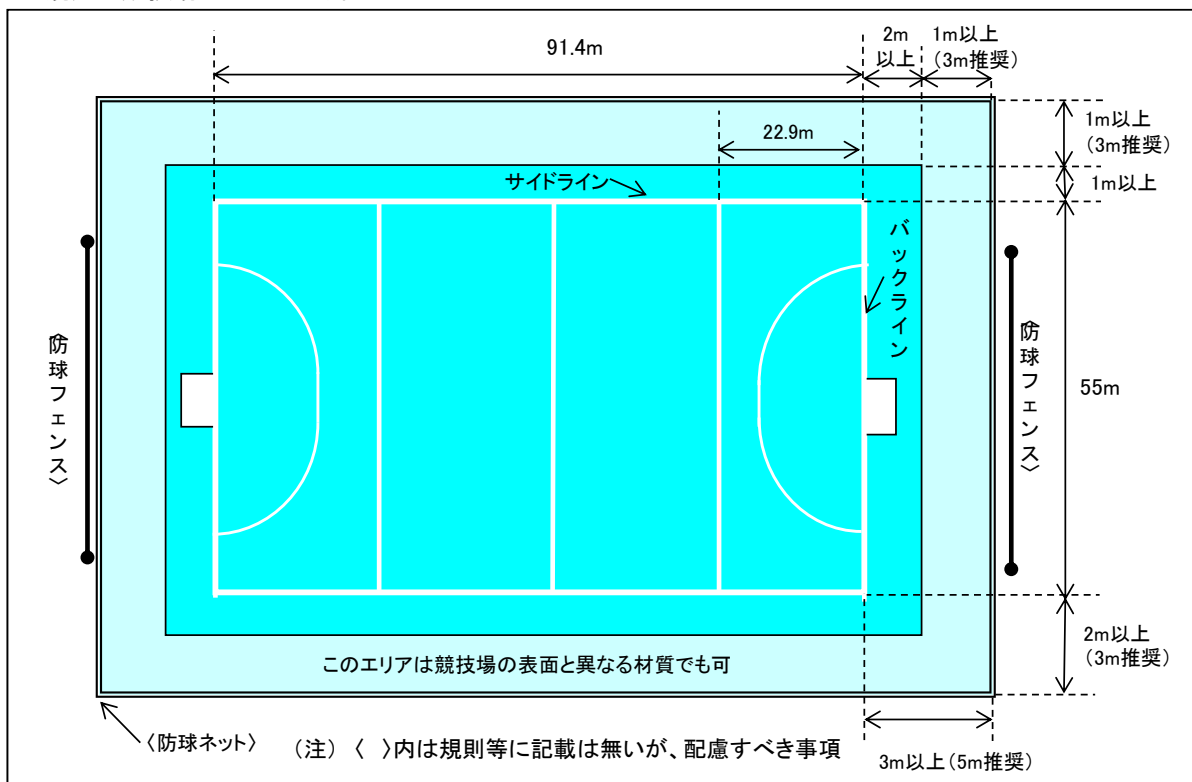 91.4m
2m
以上
1m以上
(3m推奨)
1m以上
(3m推奨)
22.9m
サイドライン
1m以上
バックライン
〈防球フェンス〉
〈防球フェンス〉
55m
2m以上
(3m推奨)
このエリアは競技場の表面と異なる材質でも可
〈防球ネット〉
(注) 〈 〉内は規則等に記載は無いが、配慮すべき事項
3m以上(5m推奨)